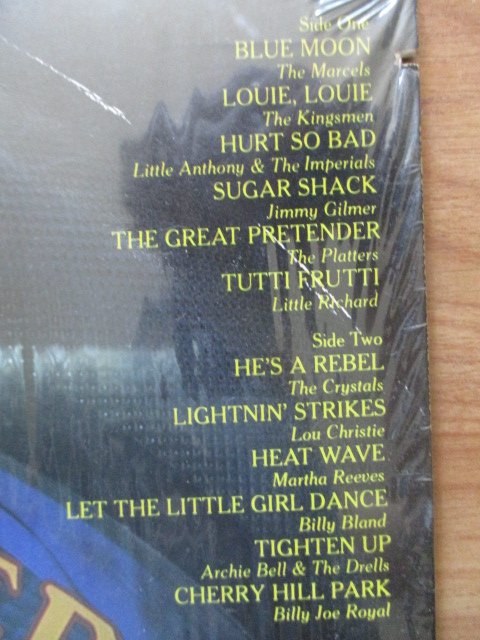 Side One
BLUE MOON
The Marcels
LOUIE, LOUIE
The Kingsmen
HURT SO BAD
Little Anthony & The Imperials
SUGAR SHACK
Jimmy Gilmer
THE GREAT PRETENDER
The Platters
TUTTI FRUTTI
Little Richard
Side Two
HE'S A REBEL
The Crystals
LIGHTNIN' STRIKES
Lou Christie
HEAT WAVE
Martha Reeves
LET THE LITTLE GIRL DANCE
Billy Bland
TIGHTEN UP
Archie Bell & The Drells
CHERRY HILL PARK
Billy Joe Royal